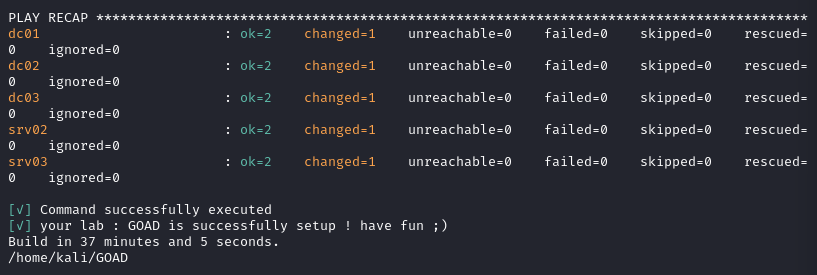 PLAY RECAP *****************************************************************************************
dc01                       : ok=2    changed=1    unreachable=0    failed=0    skipped=0    rescued=
0    ignored=0
dc02                       : ok=2    changed=1    unreachable=0    failed=0    skipped=0    rescued=
0    ignored=0
dc03                       : ok=2    changed=1    unreachable=0    failed=0    skipped=0    rescued=
0    ignored=0
srv02                      : ok=2    changed=1    unreachable=0    failed=0    skipped=0    rescued=
0    ignored=0
srv03                      : ok=2    changed=1    unreachable=0    failed=0    skipped=0    rescued=
0    ignored=0
[√] Command successfully executed
[√] your lab : GOAD is successfully setup ! have fun ;)
Build in 37 minutes and 5 seconds.
/home/kali/GOAD